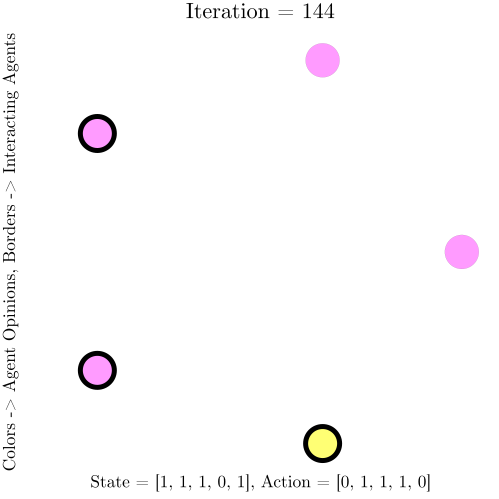 Iteration = 144
Colors -> Agent Opinions, Borders -> Interacting Agents
State = [1, 1, 1, 0, 1], Action = [0, 1, 1, 1, 0]